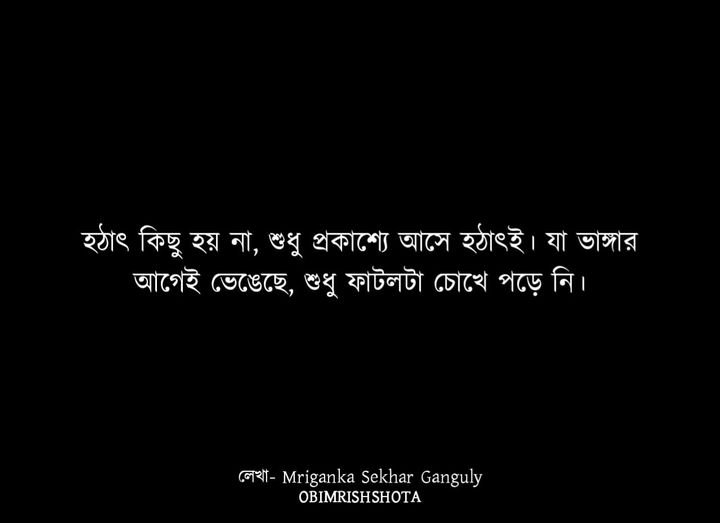 হঠাৎ কিছু হয় না, শুধু প্রকাশ্যে আসে হঠাৎই। যা ভাঙ্গার
আগেই ভেঙেছে, শুধু ফাটলটা চোখে পড়ে নি।
লেখা- Mriganka Sekhar Ganguly
OBIMRISHSHOTA